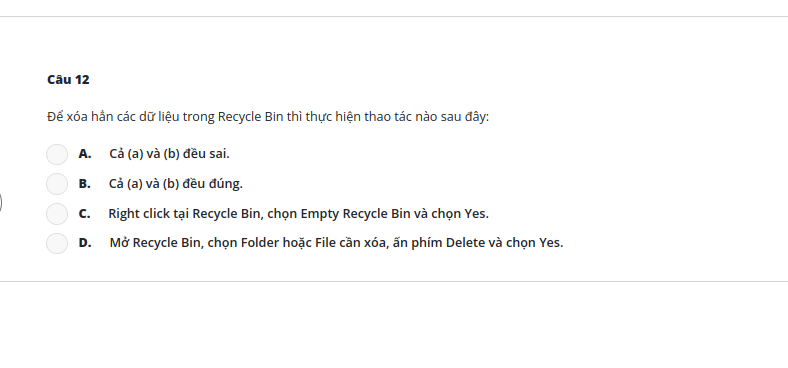 Câu 12
Để xóa hẳn các dữ liệu trong Recycle Bin thì thực hiện thao tác nào sau đây:
A. Cả (a) và (b) đều sai.
B. Cả (a) và (b) đều đúng.
C. Right click tại Recycle Bin, chọn Empty Recycle Bin và chọn Yes.
D. Mở Recycle Bin, chọn Folder hoặc File cần xóa, ấn phím Delete và chọn Yes.